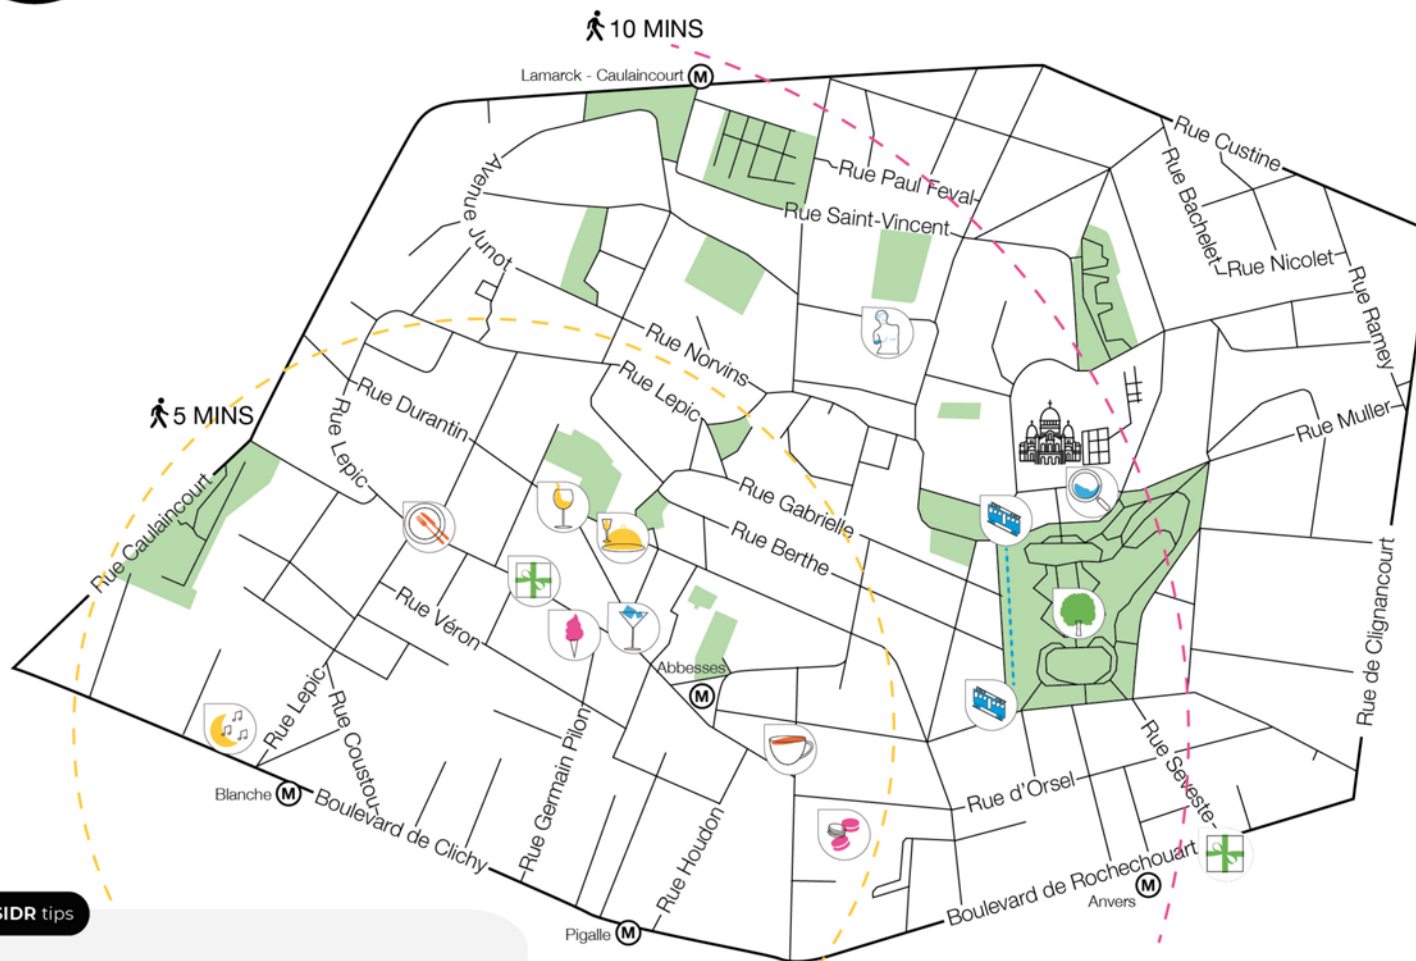 10 MINS
Lamarck - Caulaincourt M
Rue Custine
Avenue Junot
Rue Paul Feval
Rue Bachelet
Rue Saint-Vincent
Rue Nicolet
Rue Ramey
Rue Norvins
Rue Lepic
5 MINS
Rue Durantin
Rue Lepic
Rue Muller
Rue Caulaincourt
Rue Gabrielle
Rue Berthe
Rue Véron
Rue de Clignancourt
Abbesses
M
Rue Lepic
Rue Coustou
Rue Germain Pilon
Rue Seveste
Blanche M
Boulevard de Clichy
Rue d'Orsel
Rue Houdon
Boulevard de Rochechouart
M
Anvers
SIDR tips
Pigalle M